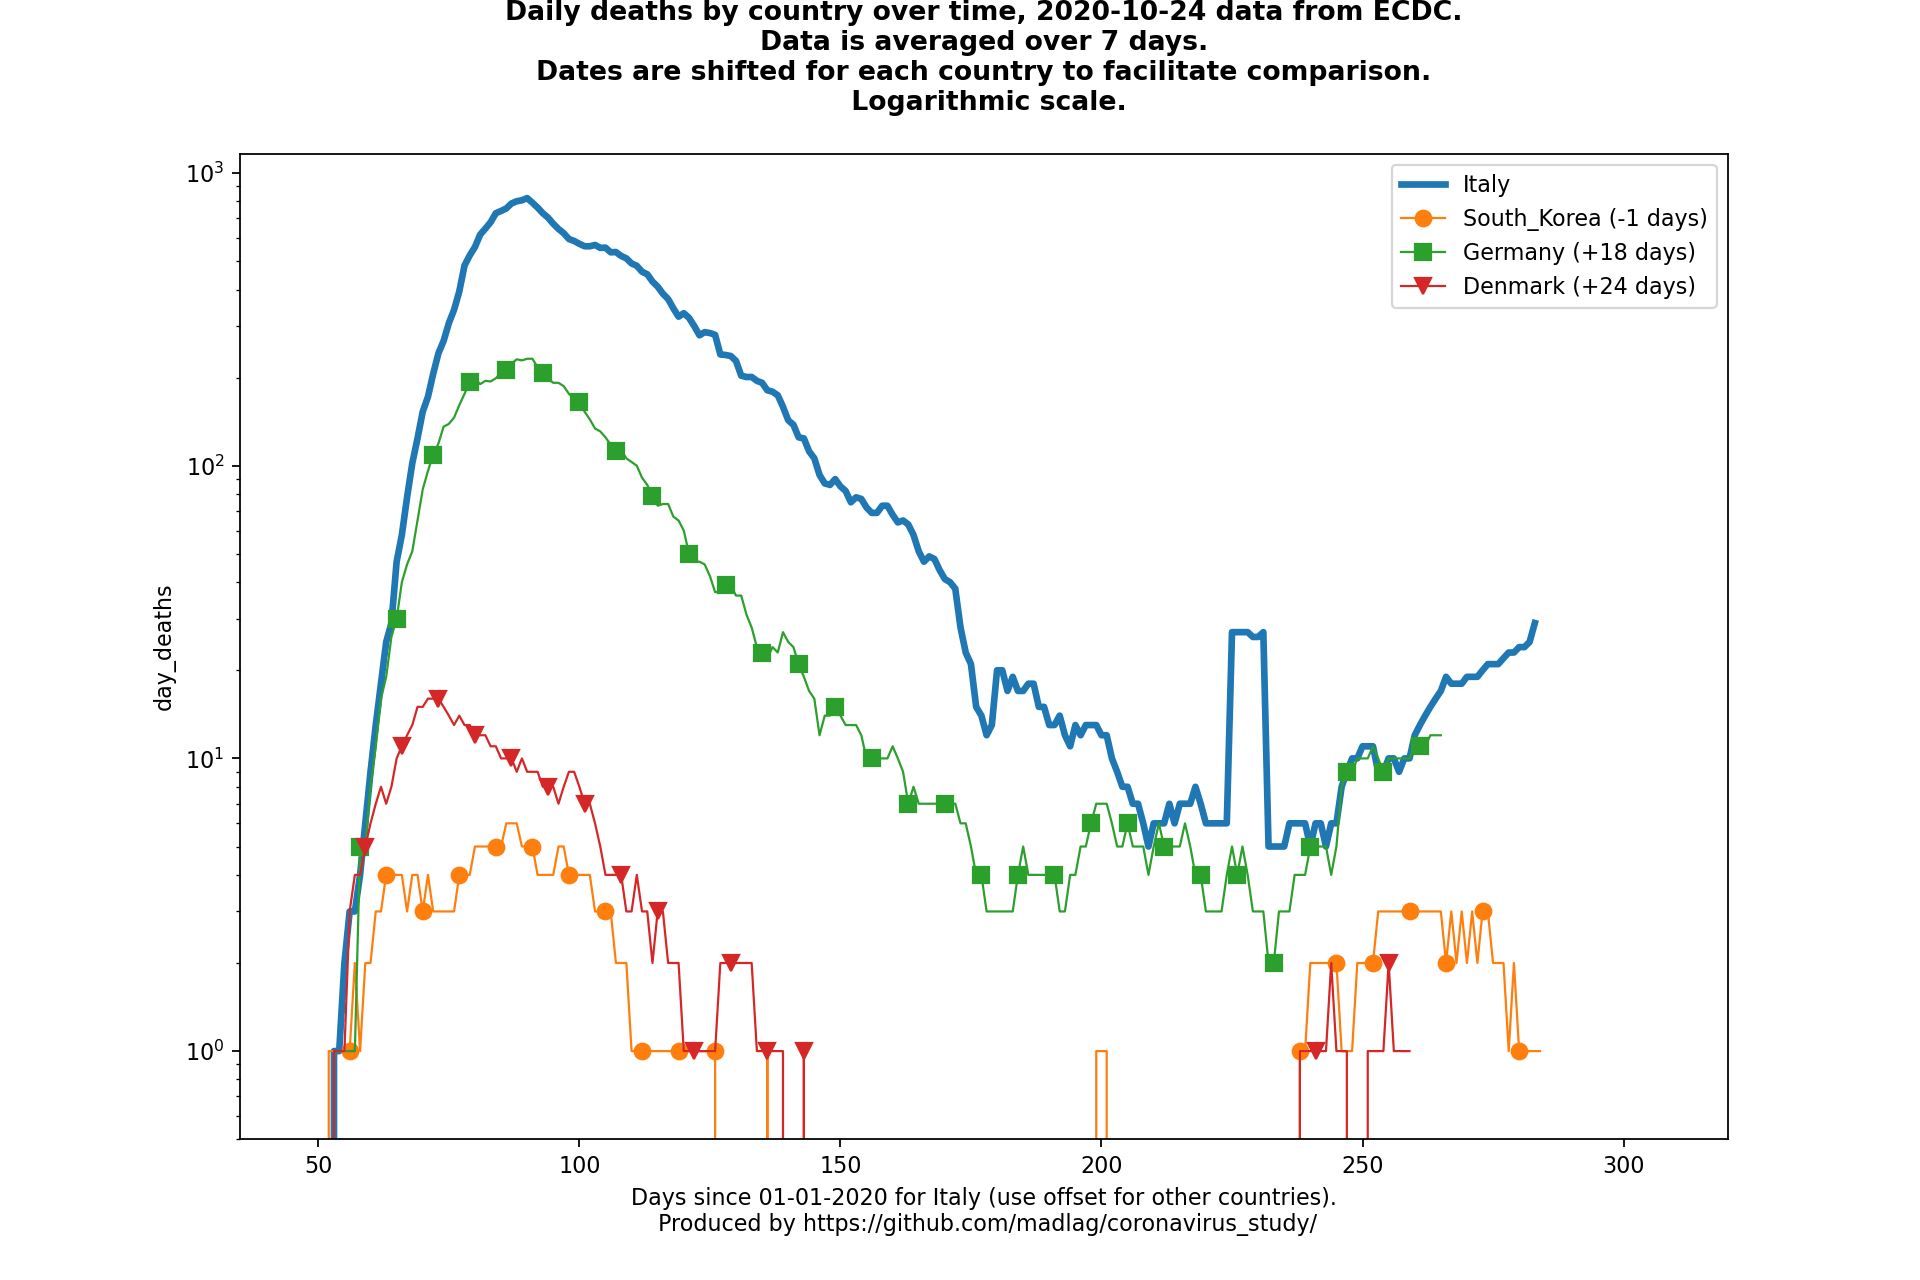 Daily deaths by country over time, 2020-10-24 data from ECDC.
Data is averaged over 7 days.
Dates are shifted for each country to facilitate comparison.
Logarithmic scale.
10³
10²
10¹
10⁰
day_deaths
Italy
South_Korea (-1 days)
Germany (+18 days)
Denmark (+24 days)
50 100 150 200 250 300
Days since 01-01-2020 for Italy (use offset for other countries).
Produced by https://github.com/madlag/coronavirus_study/